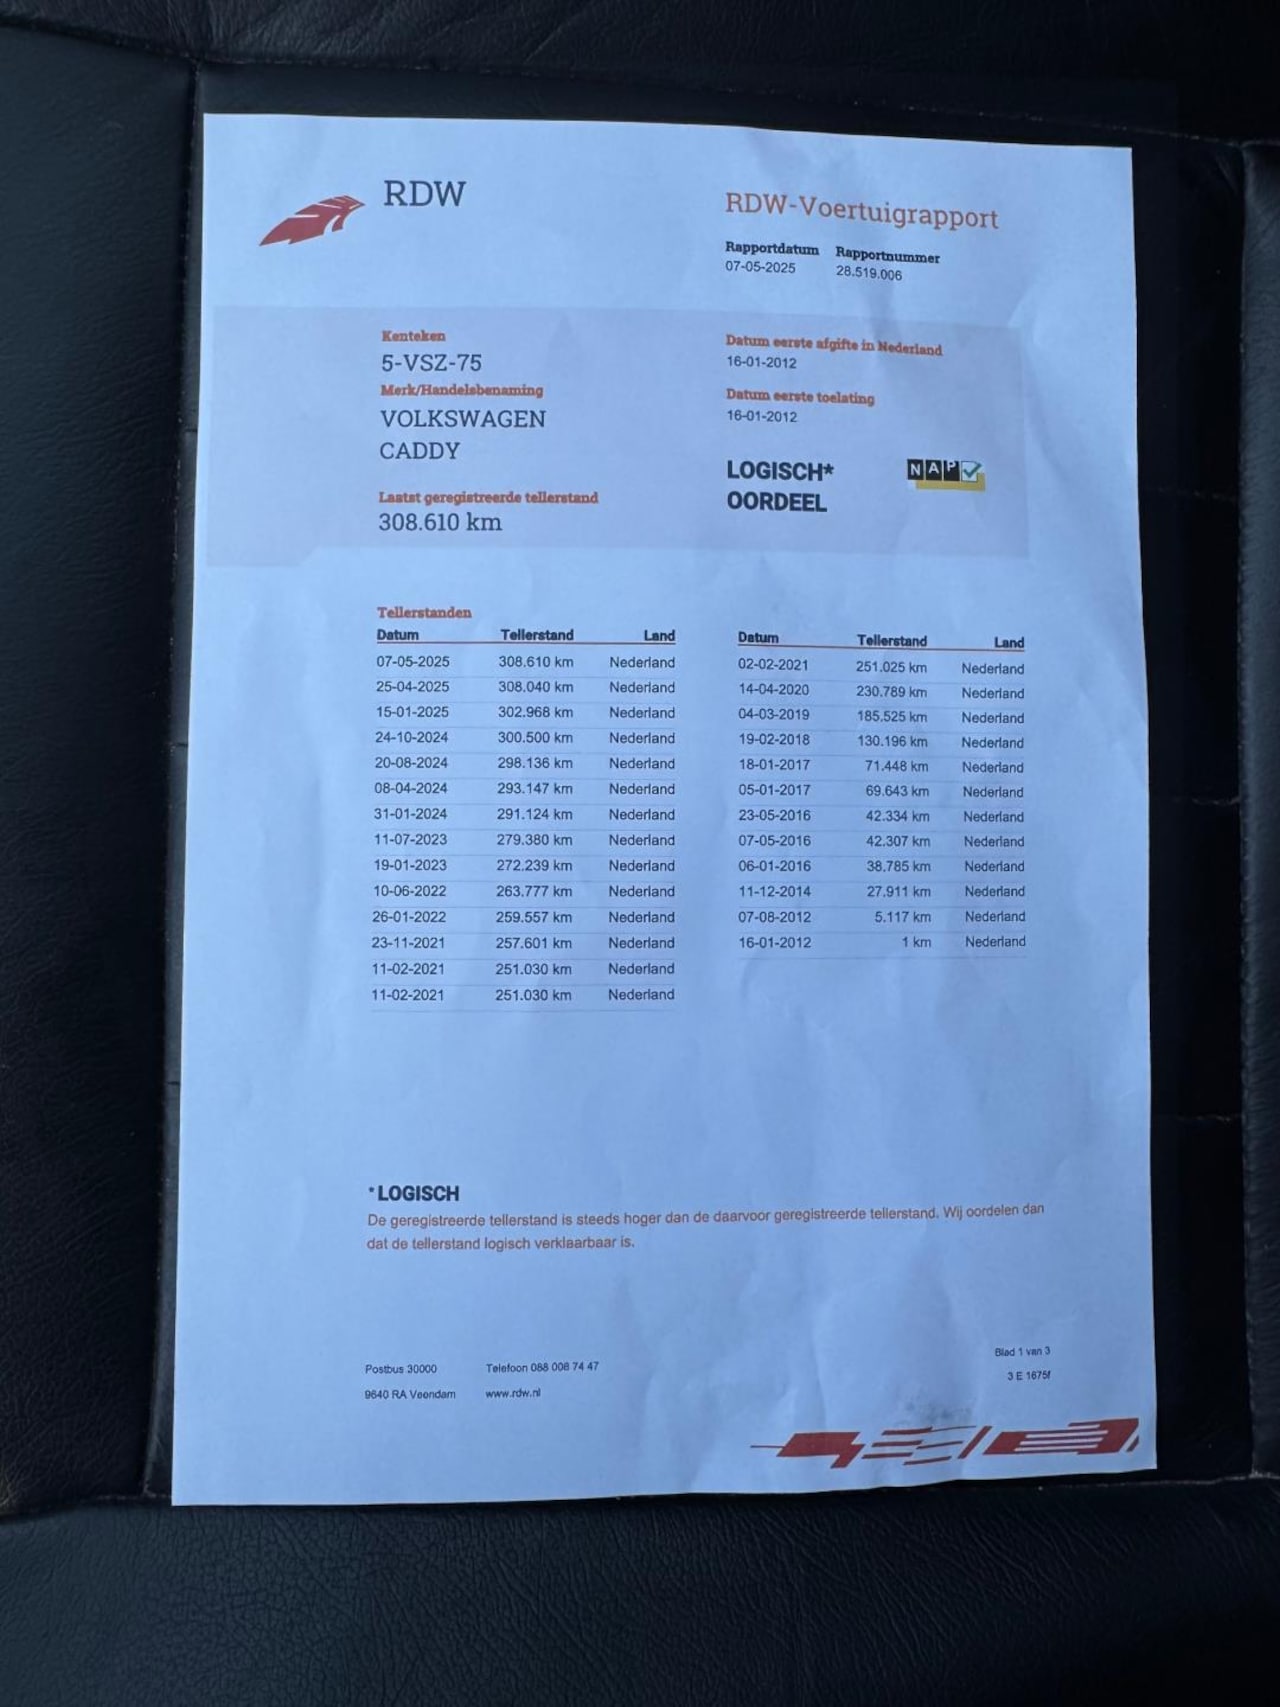 RDW
RDW-Voertuigrapport
Rapportdatum Rapportnummer
07-05-2025 28.519.006
Kenteken
5-VSZ-75
Merk/Handelsbenaming
VOLKSWAGEN
CADDY
Laatst geregistreerde tellerstand
308.610 km
Datum eerste afgifte in Nederland
16-01-2012
Datum eerste toelating
16-01-2012
LOGISCH*
OORDEEL
NAP
Tellerstanden
Datum Tellerstand Land
07-05-2025 308.610 km Nederland
25-04-2025 308.040 km Nederland
15-01-2025 302.968 km Nederland
24-10-2024 300.500 km Nederland
20-08-2024 298.136 km Nederland
08-04-2024 293.147 km Nederland
31-01-2024 291.124 km Nederland
11-07-2023 279.380 km Nederland
19-01-2023 272.239 km Nederland
10-06-2022 263.777 km Nederland
26-01-2022 259.557 km Nederland
23-11-2021 257.601 km Nederland
11-02-2021 251.030 km Nederland
11-02-2021 251.030 km Nederland
Datum Tellerstand Land
02-02-2021 251.025 km Nederland
14-04-2020 230.789 km Nederland
04-03-2019 185.525 km Nederland
19-02-2018 130.196 km Nederland
18-01-2017 71.448 km Nederland
05-01-2017 69.643 km Nederland
23-05-2016 42.334 km Nederland
07-05-2016 42.307 km Nederland
06-01-2016 38.785 km Nederland
11-12-2014 27.911 km Nederland
07-08-2012 5.117 km Nederland
16-01-2012 1 km Nederland
*LOGISCH
De geregistreerde tellerstand is steeds hoger dan de daarvoor geregistreerde tellerstand. Wij oordelen dan
dat de tellerstand logisch verklaarbaar is.
Postbus 30000 Telefoon 088 008 74 47
9640 RA Veendam www.rdw.nl
Blad 1 van 3
3 E 1675f